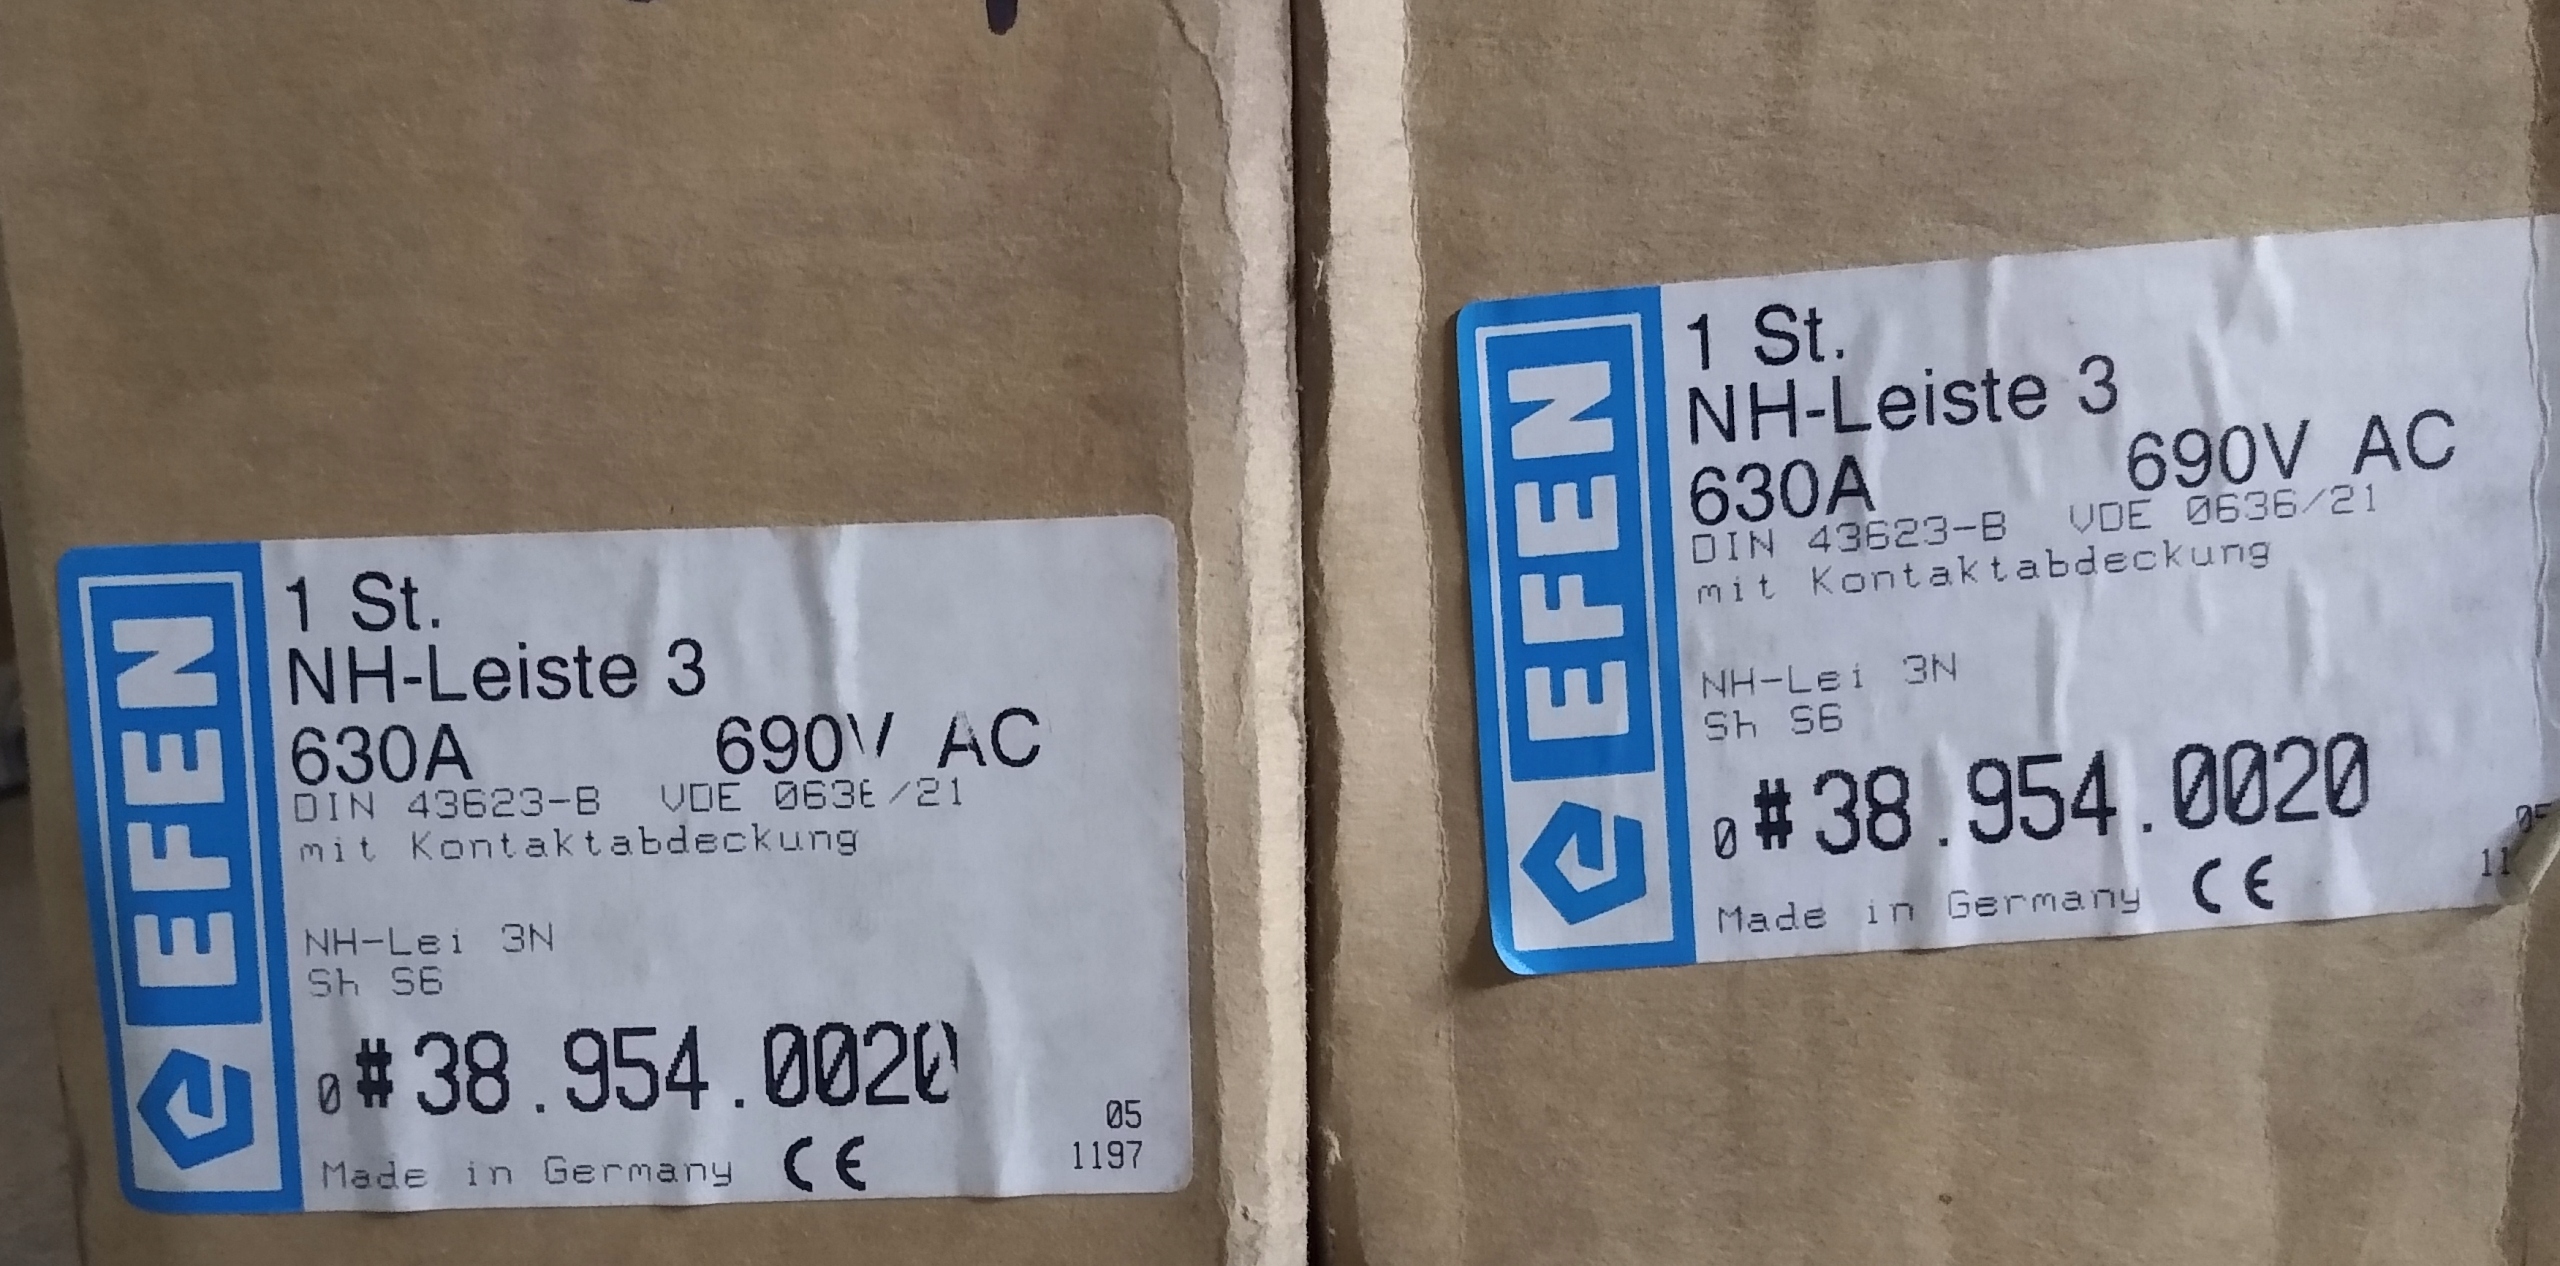 EFEN
1 St.
NH-Leiste 3
630A 690V AC
DIN 43623-B VDE 0636/21
mit Kontaktabdeckung
NH-Lei 3N
Sh S6
0 #38.954.0020
05
Made in Germany CE 1197
EFEN
1 St.
NH-Leiste 3
630A 690V AC
DIN 43623-B VDE 0636/21
mit Kontaktabdeckung
NH-Lei 3N
Sh S6
0 #38.954.0020
05
11
Made in Germany CE